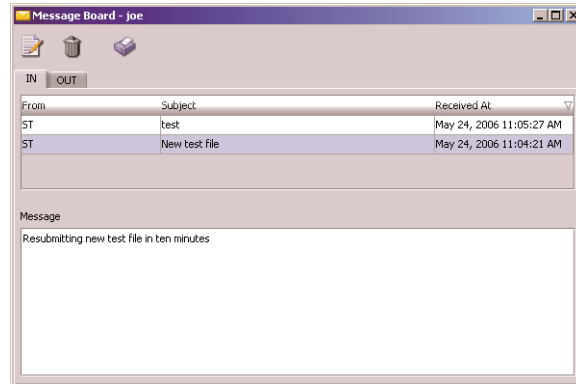 Message Board - joe
IN OUT
From Subject Received At
ST test May 24, 2006 11:05:27 AM
ST New test file May 24, 2006 11:04:21 AM
Message
Resubmitting new test file in ten minutes